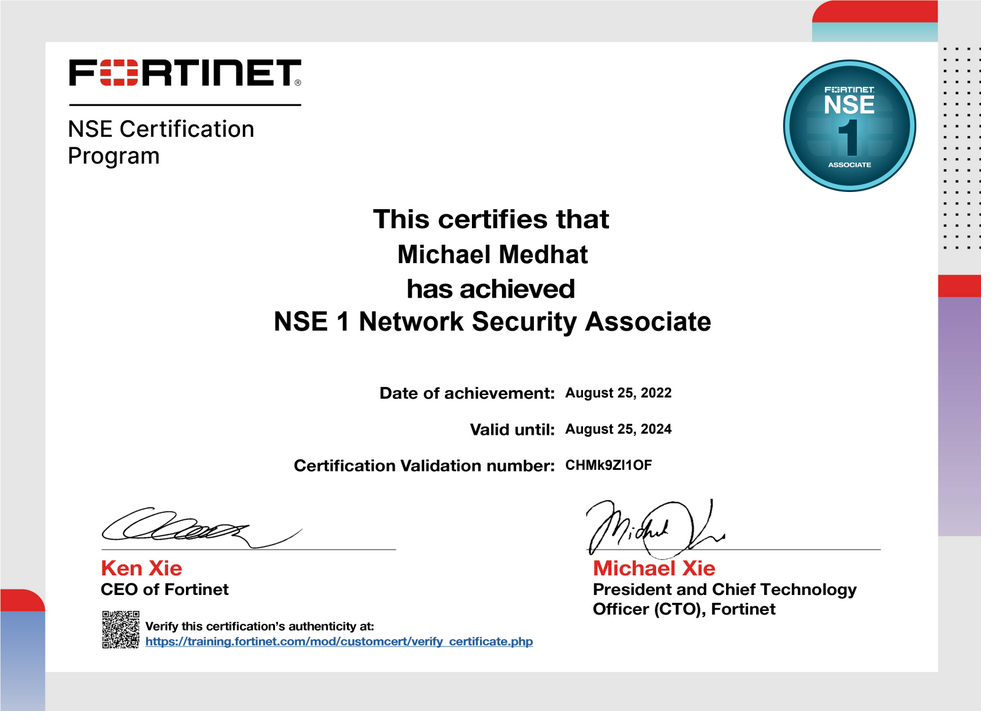 FORTINET®
NSE Certification
Program
FORTINET
NSE
1
ASSOCIATE
This certifies that
Michael Medhat
has achieved
NSE 1 Network Security Associate
Date of achievement: August 25, 2022
Valid until: August 25, 2024
Certification Validation number: CHMk9ZI1OF
Ken Xie
CEO of Fortinet
Michael Xie
President and Chief Technology
Officer (CTO), Fortinet
Verify this certification's authenticity at:
https://training.fortinet.com/mod/customcert/verify_certificate.php